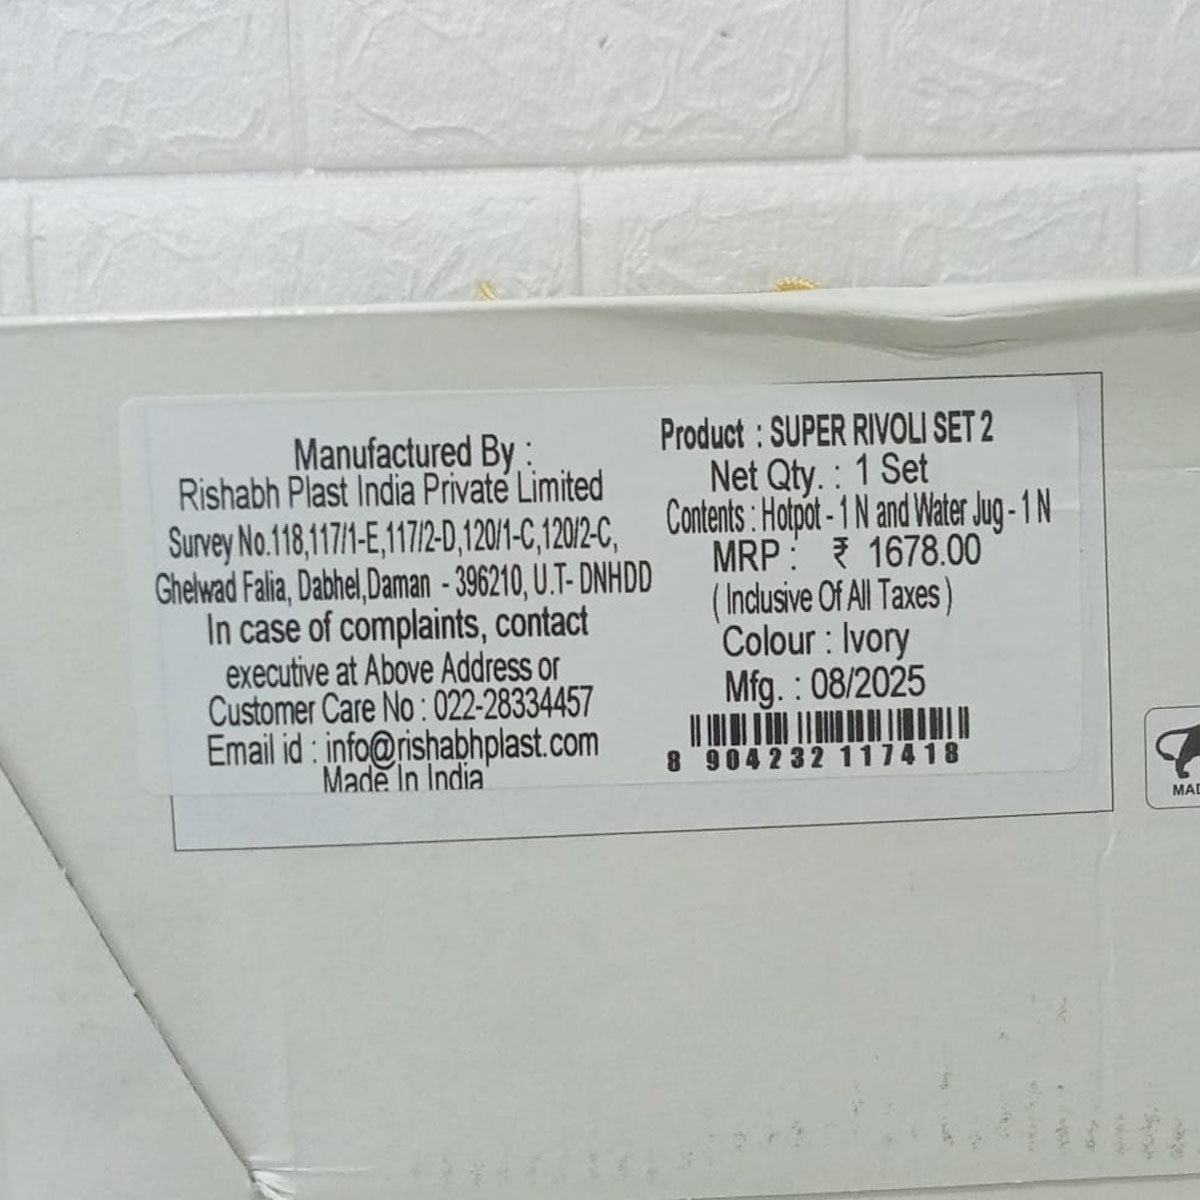 Manufactured By :
Rishabh Plast India Private Limited
Survey No.118,117/1-E,117/2-D,120/1-C,120/2-C,
Ghelwad Falia, Dabhel,Daman - 396210, U.T- DNHDD
In case of complaints, contact
executive at Above Address or
Customer Care No : 022-28334457
Email id : info@rishabhplast.com
Made In India
Product : SUPER RIVOLI SET 2
Net Qty. : 1 Set
Contents : Hotpot - 1 N and Water Jug - 1 N
MRP : ₹ 1678.00
( Inclusive Of All Taxes )
Colour : Ivory
Mfg. : 08/2025
8 904232 117418